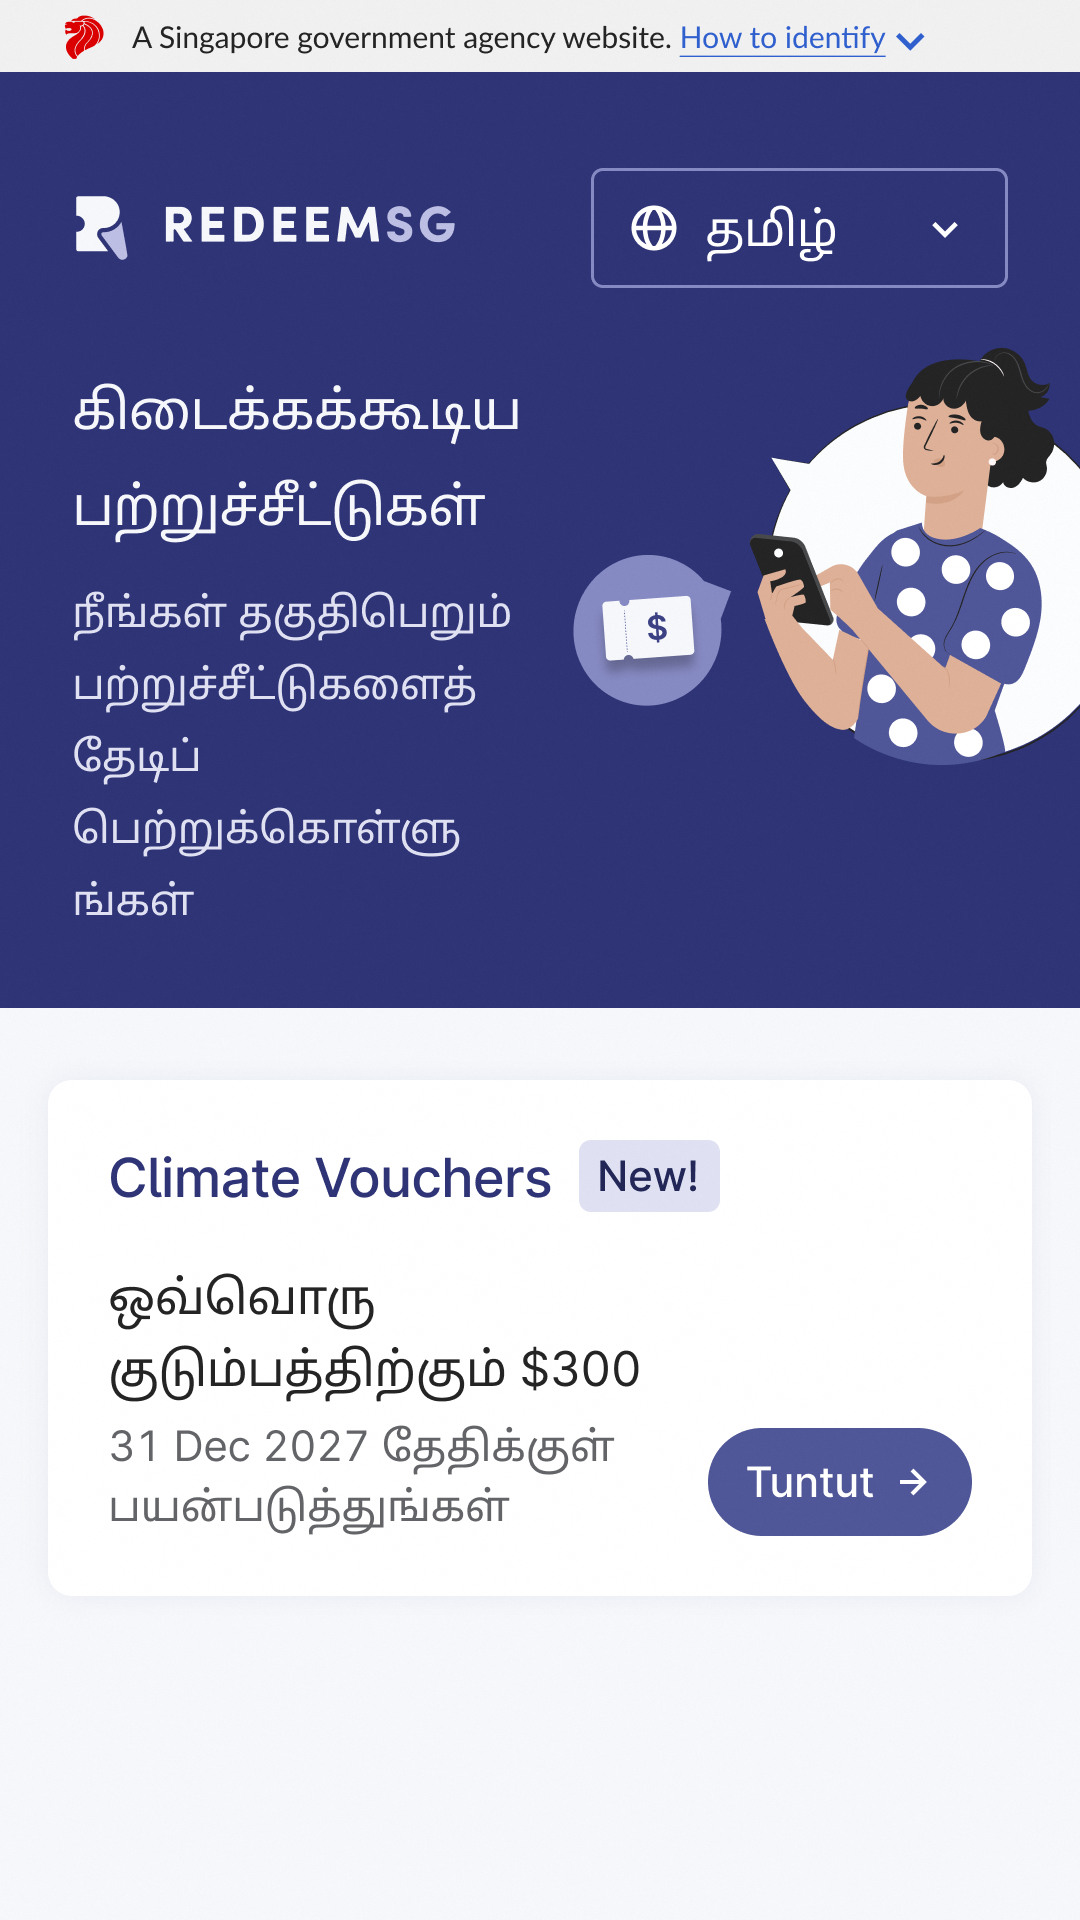 A Singapore government agency website. How to identify
REDEEMSG
தமிழ்
கிடைக்கக்கூடிய
பற்றுச்சீட்டுகள்
நீங்கள் தகுதிபெறும்
பற்றுச்சீட்டுகளைத்
தேடிப்
பெற்றுக்கொள்ளு
ங்கள்
$
Climate Vouchers New!
ஒவ்வொரு
குடும்பத்திற்கும் $300
31 Dec 2027 தேதிக்குள்
பயன்படுத்துங்கள்
Tuntut